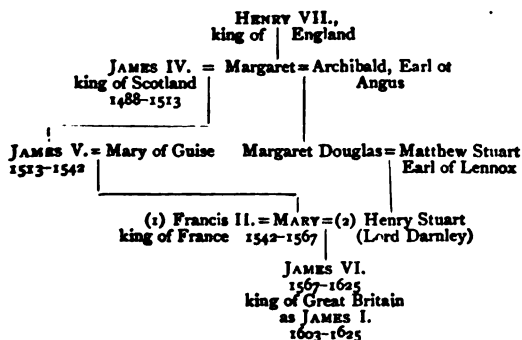 HENRY VII.,
king of England
JAMES IV. = Margaret = Archibald, Earl of
king of Scotland Angus
1488-1513
JAMES V. = Mary of Guise Margaret Douglas = Matthew Stuart
1513-1542 Earl of Lennox
(1) Francis II. = MARY = (2) Henry Stuart
king of France 1542-1567 (Lord Darnley)
JAMES VI.
1567-1625
king of Great Britain
as JAMES I.
1603-1625